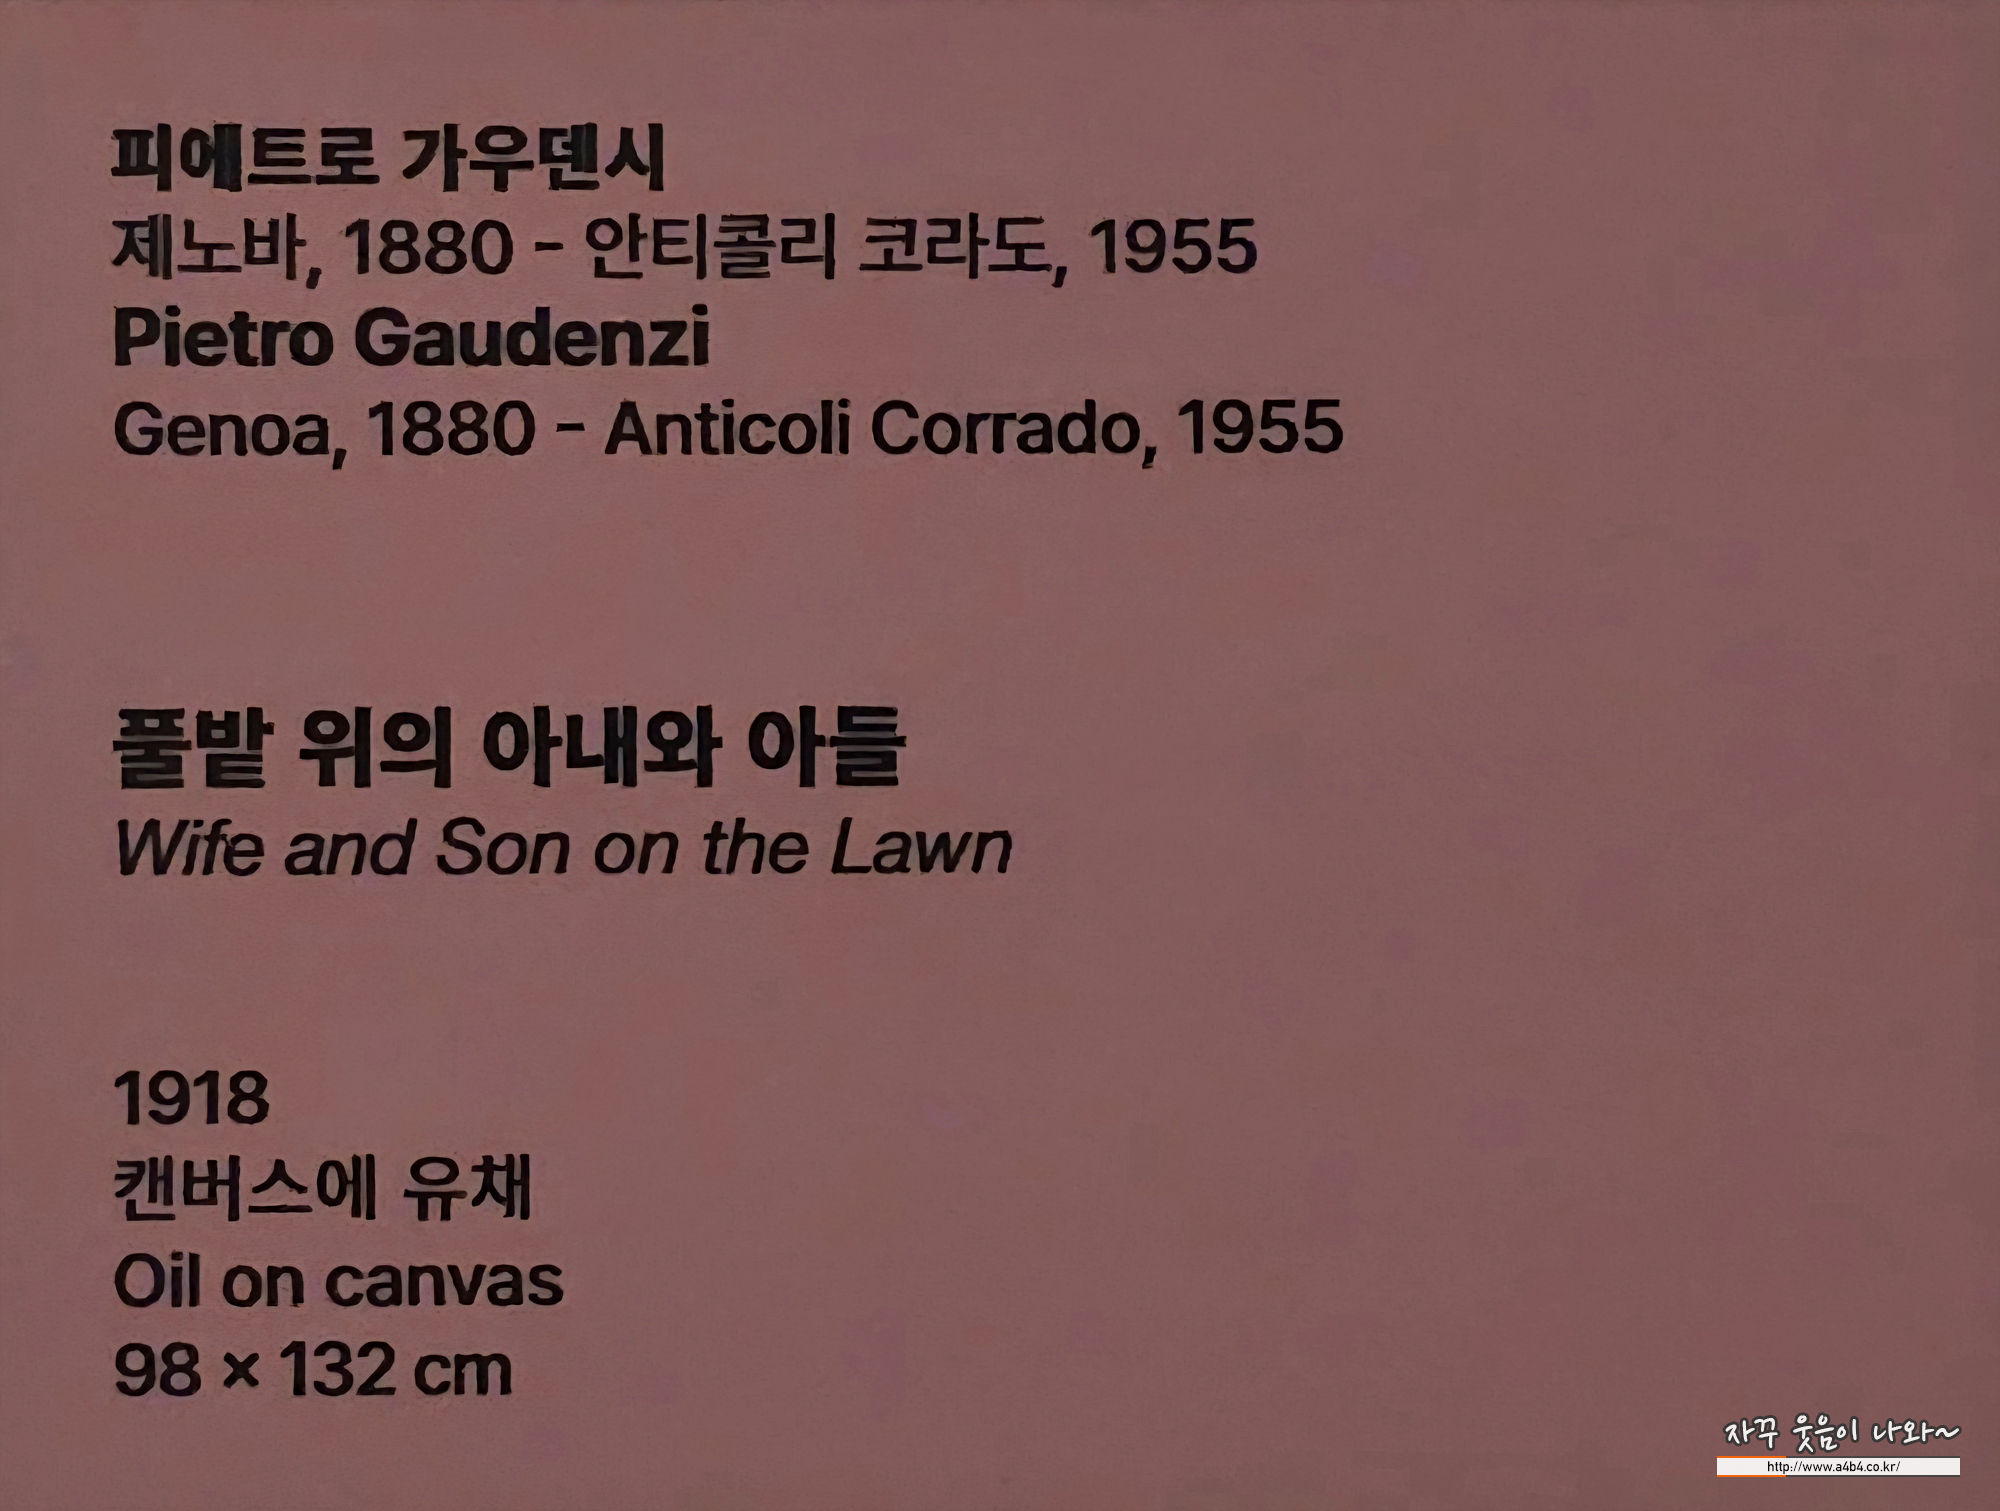 피에트로 가우덴시
제노바, 1880 – 안티콜리 코라도, 1955
Pietro Gaudenzi
Genoa, 1880 – Anticoli Corrado, 1955
풀밭 위의 아내와 아들
Wife and Son on the Lawn
1918
캔버스에 유채
Oil on canvas
98 × 132 cm
자꾸 웃음이 나와~
http://www.a4b4.co.kr/